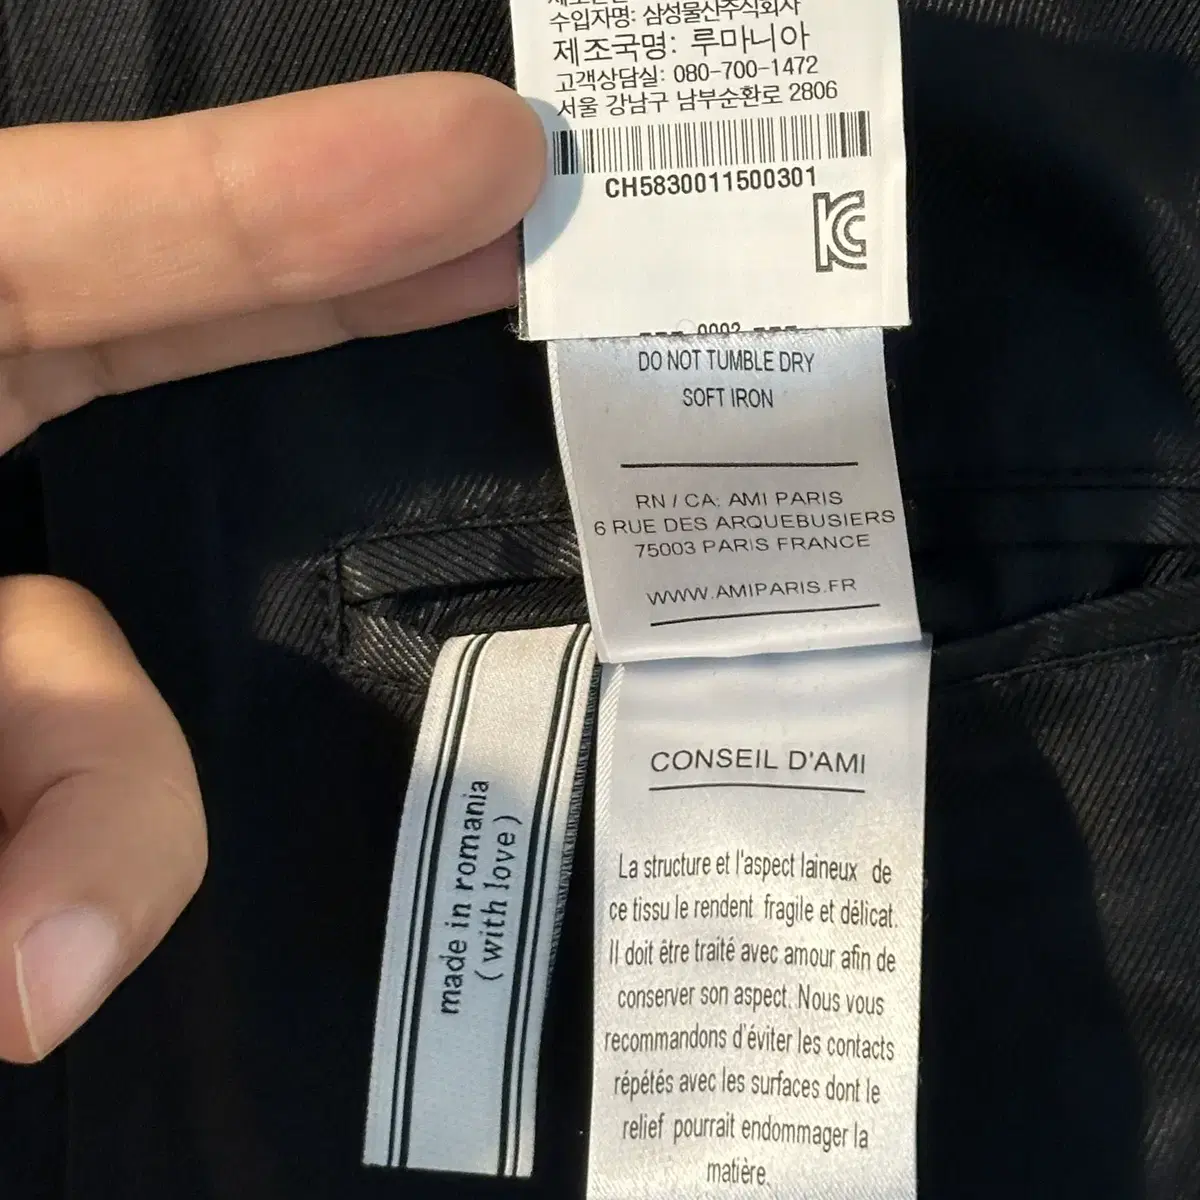 수입자명: 삼성물산주식회사
제조국명: 루마니아
고객상담실: 080-700-1472
서울 강남구 남부순환로 2806
CH5830011500301
KC
DO NOT TUMBLE DRY
SOFT IRON
RN / CA: AMI PARIS
6 RUE DES ARQUEBUSIERS
75003 PARIS FRANCE
WWW.AMIPARIS.FR
made in romania
( with love )
CONSEIL D'AMI
La structure et l'aspect laineux de
ce tissu le rendent fragile et délicat.
Il doit être traité avec amour afin de
conserver son aspect. Nous vous
recommandons d'éviter les contacts
répétés avec les surfaces dont le
relief pourrait endommager la
matière.